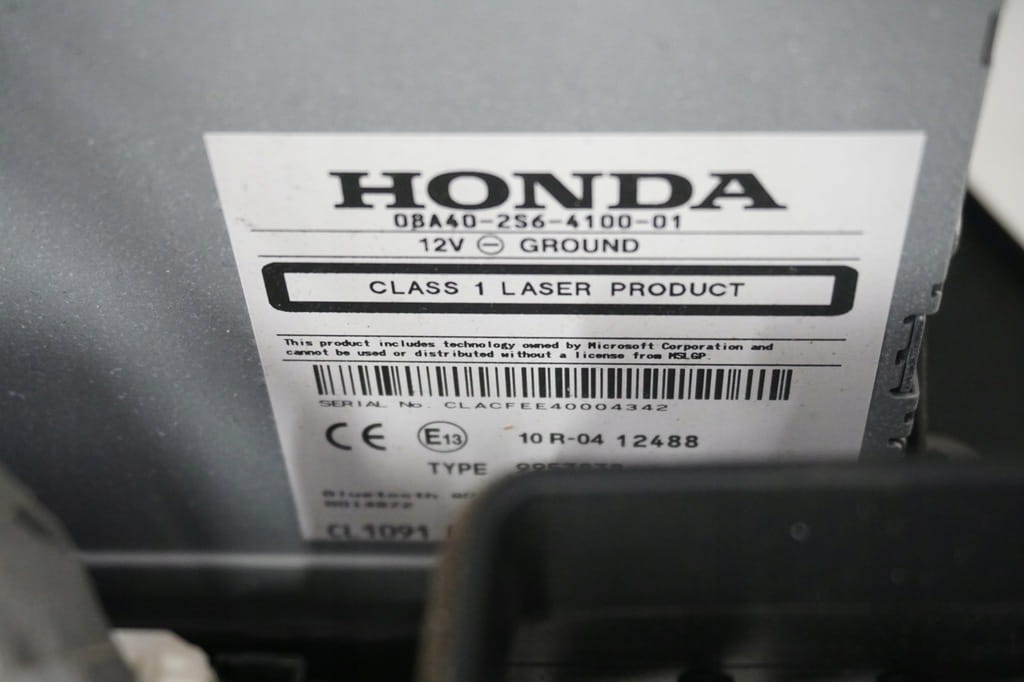 HONDA
08A40-2S6-4100-01
12V ⊖ GROUND
CLASS 1 LASER PRODUCT
This product includes technology owned by Microsoft Corporation and
cannot be used or distributed without a license from MSLGP.
SERIAL No. CLACFEE40004342
CE E13 10 R-04 12488
TYPE
Bluetooth
CL1091